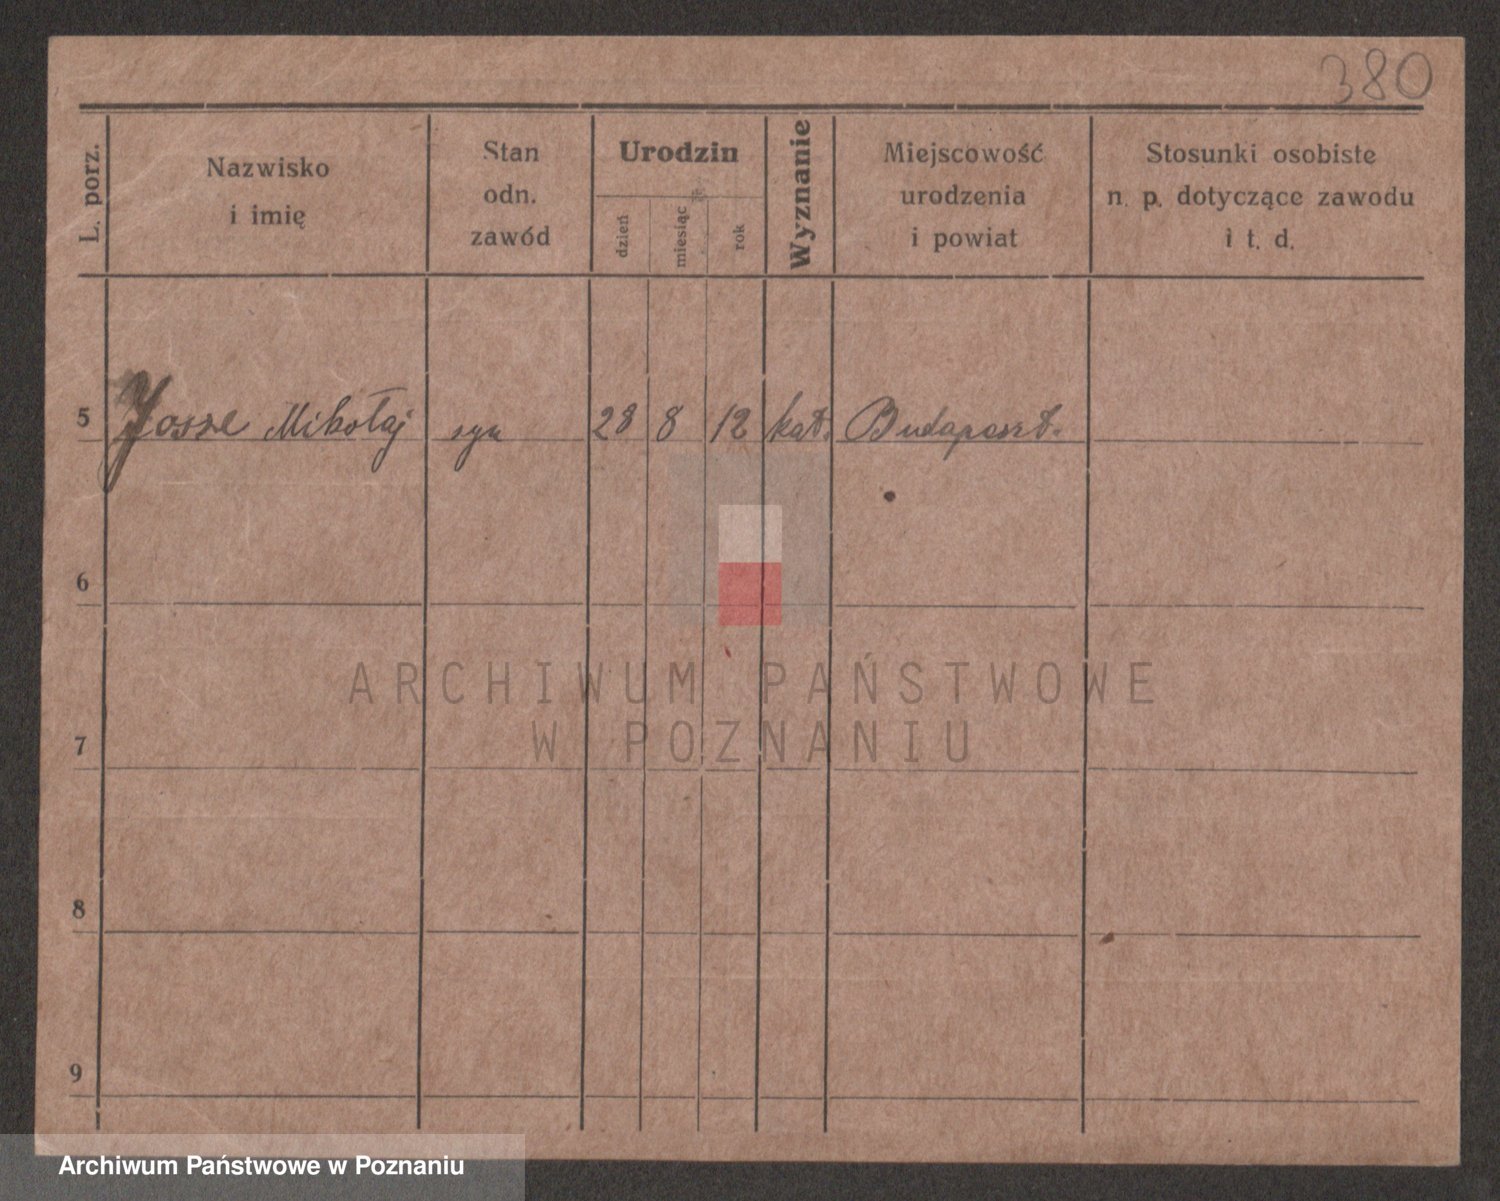 380
L. porz.
Nazwisko
i imię
Stan
odn.
zawód
Urodzin
dzień
miesiąc
rok
Wyznanie
Miejscowość
urodzenia
i powiat
Stosunki osobiste
n. p. dotyczące zawodu
i t. d.
5 Josze Mikołaj syn 28 8 12 kat. Budapeszt.
6
ARCHIWUM PAŃSTWOWE
W POZNANIU
7
8
9
Archiwum Państwowe w Poznaniu